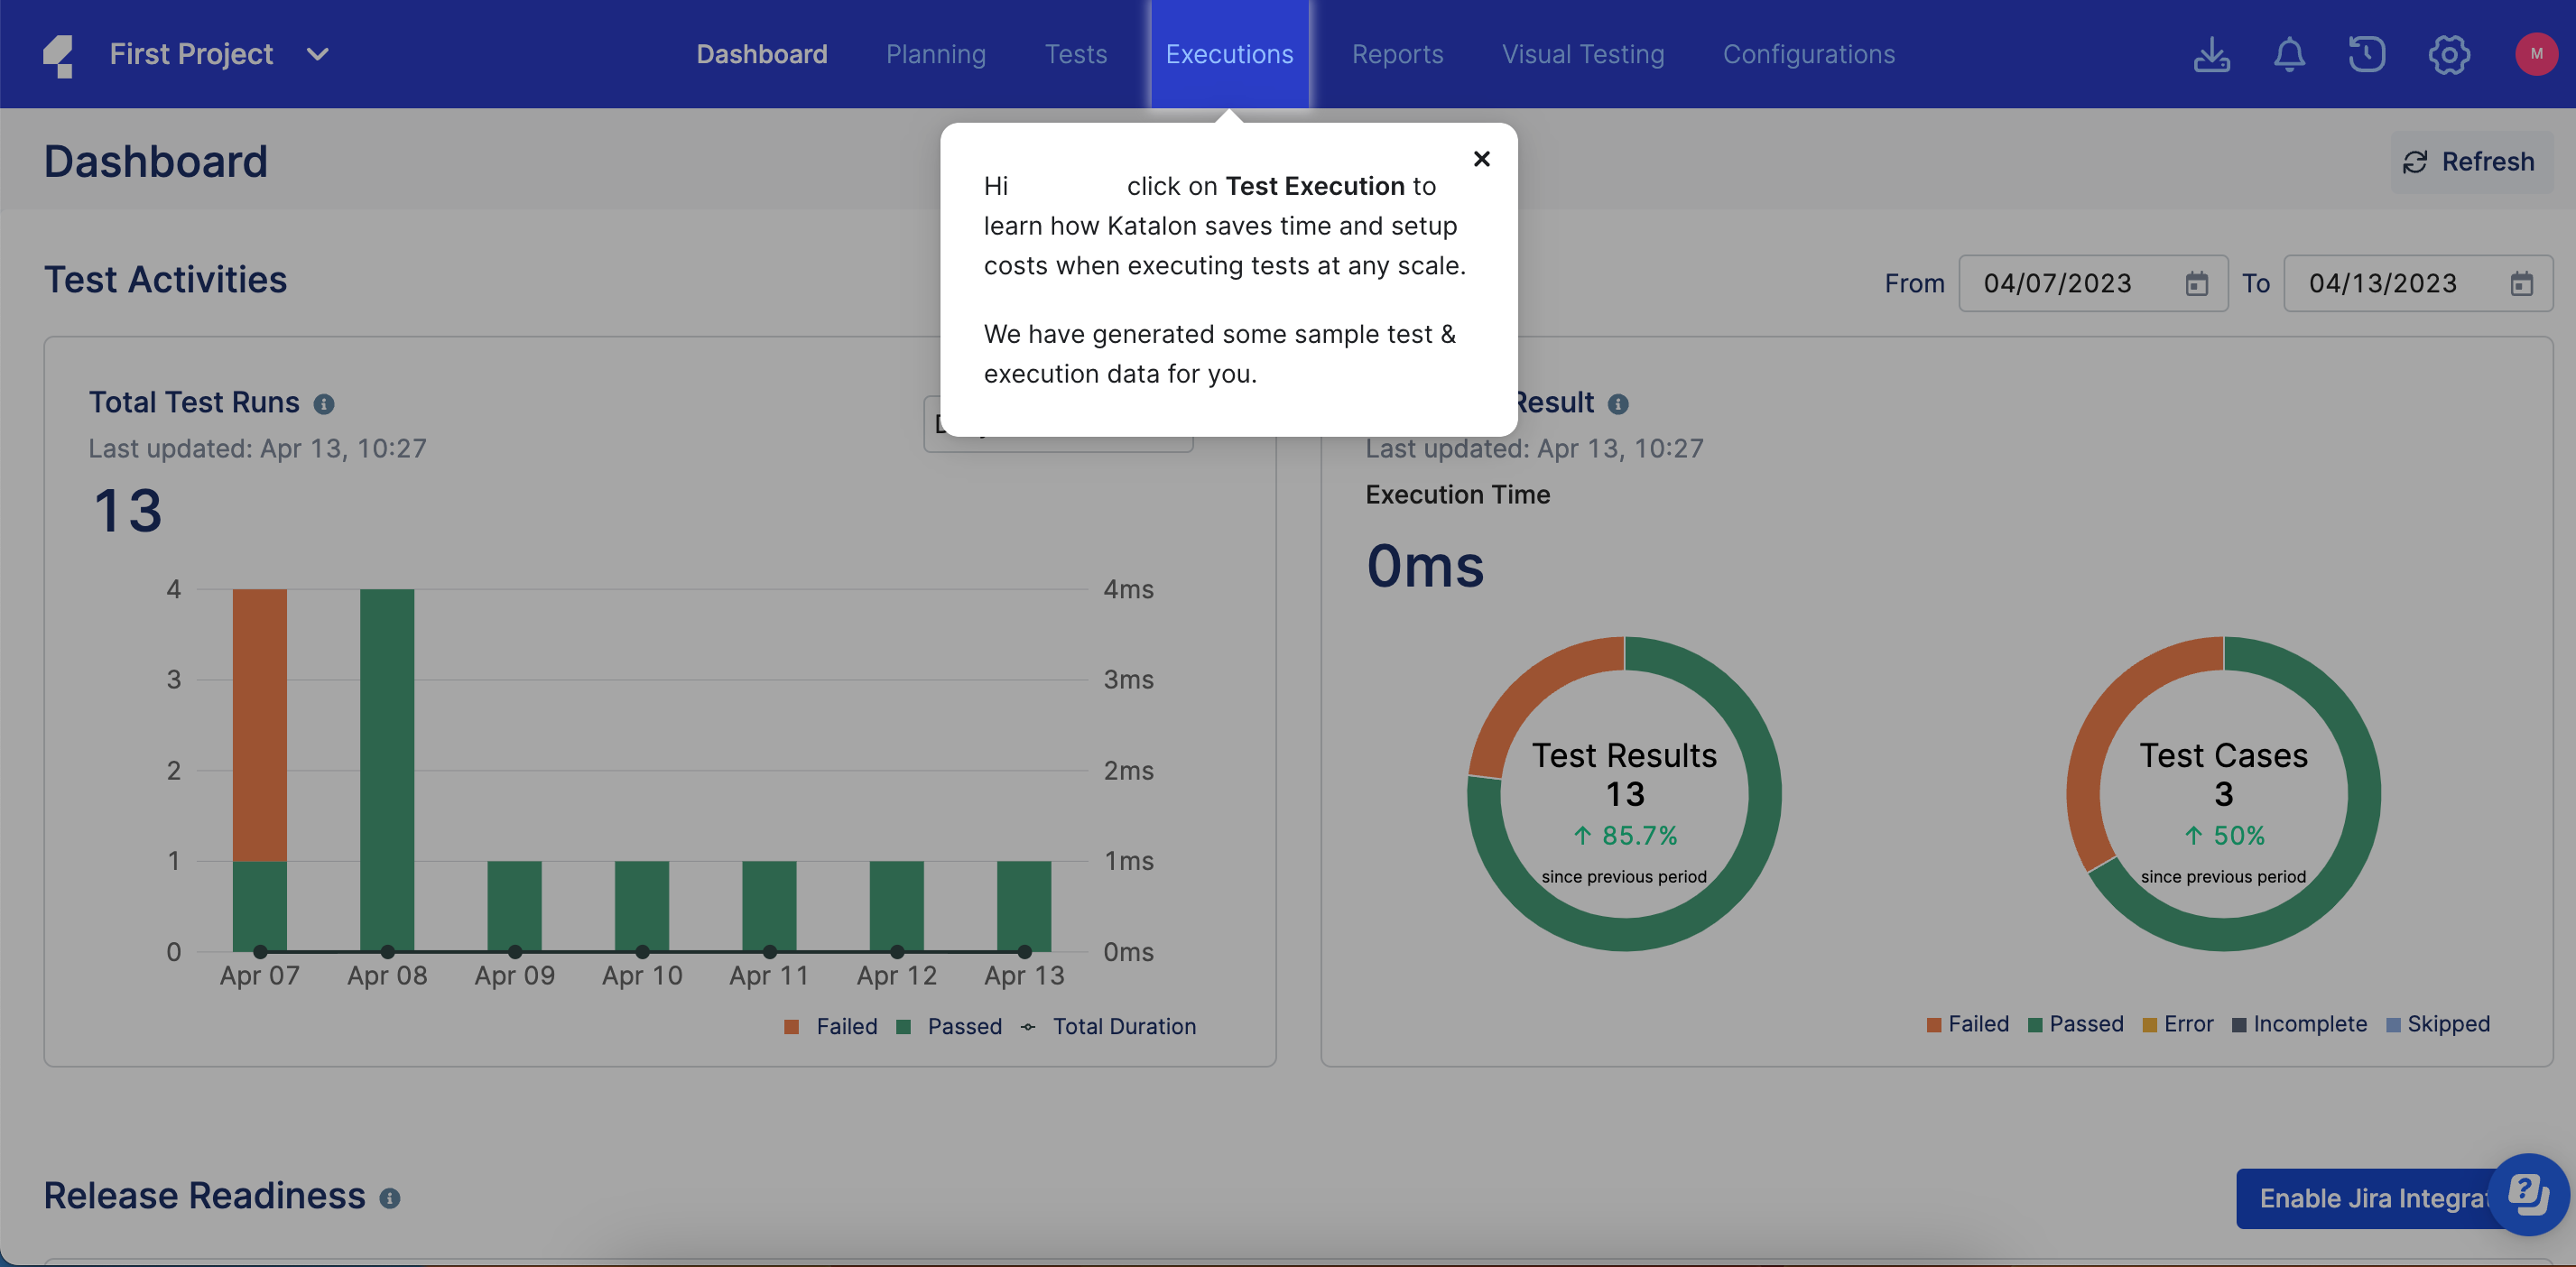 First Project
Dashboard
Planning
Tests
Executions
Reports
Visual Testing
Configurations
M
Dashboard
Refresh
Hi click on Test Execution to
learn how Katalon saves time and setup
costs when executing tests at any scale.
We have generated some sample test &
execution data for you.
Test Activities
From 04/07/2023 To 04/13/2023
Total Test Runs
Last updated: Apr 13, 10:27
13
4
3
2
1
0
4ms
3ms
2ms
1ms
0ms
Apr 07 Apr 08 Apr 09 Apr 10 Apr 11 Apr 12 Apr 13
Failed Passed Total Duration
Result
Last updated: Apr 13, 10:27
Execution Time
0ms
Test Results
13
↑ 85.7%
since previous period
Test Cases
3
↑ 50%
since previous period
Failed Passed Error Incomplete Skipped
Release Readiness
Enable Jira Integrat